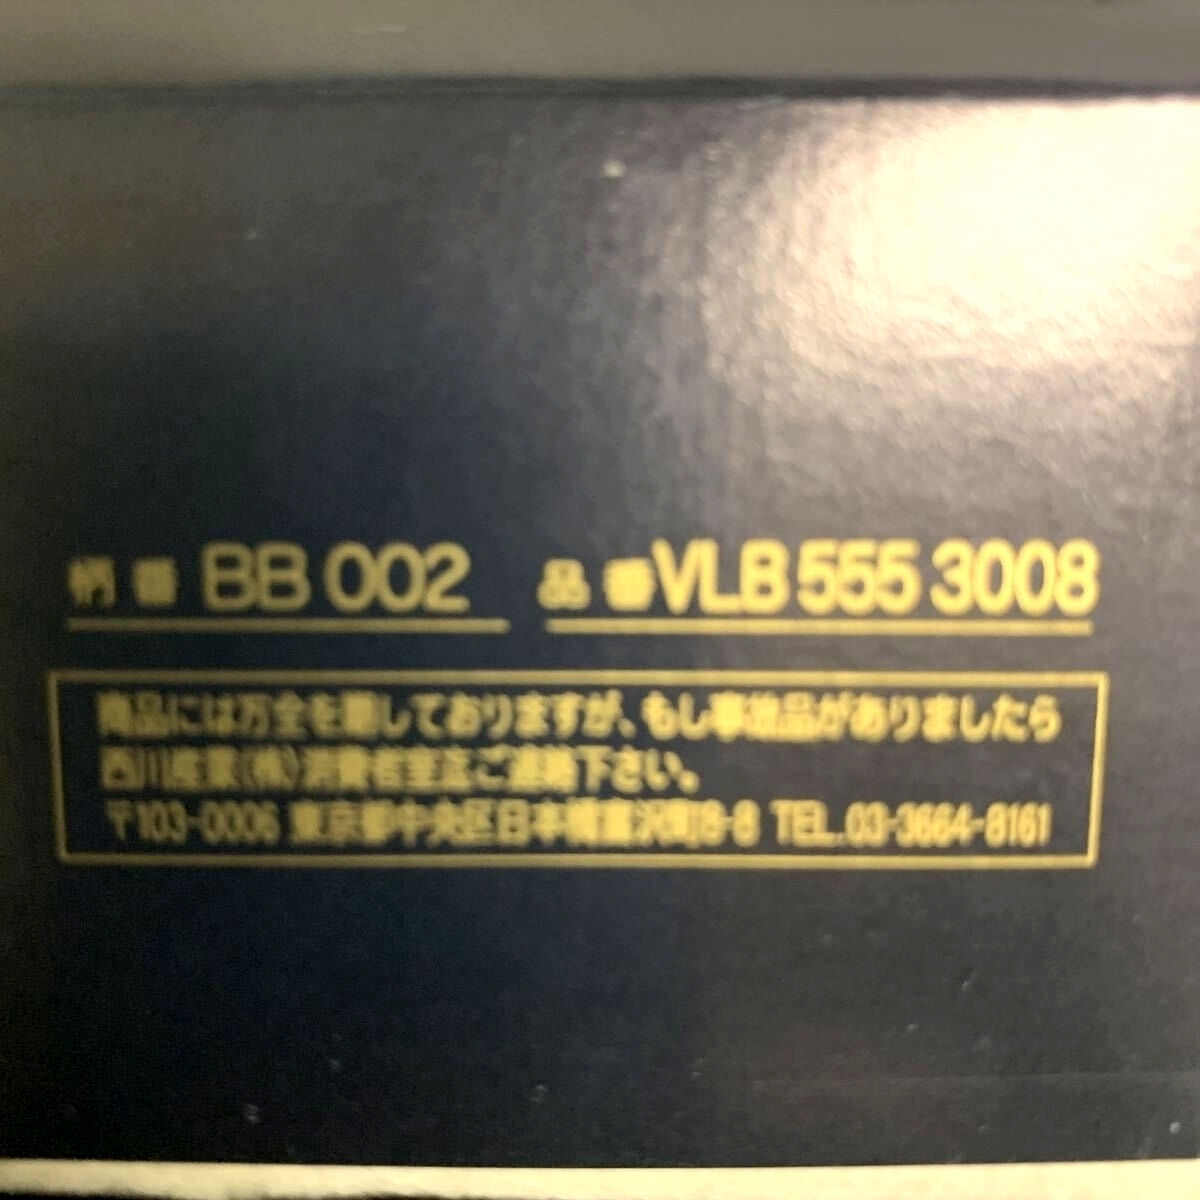 柄番 BB 002 品番 VLB 555 3008
商品には万全を期しておりますが、もし事故品がありましたら
西川産業(株)消費者室迄ご連絡下さい。
〒103-0006 東京都中央区日本橋富沢町8-8 TEL.03-3664-8161